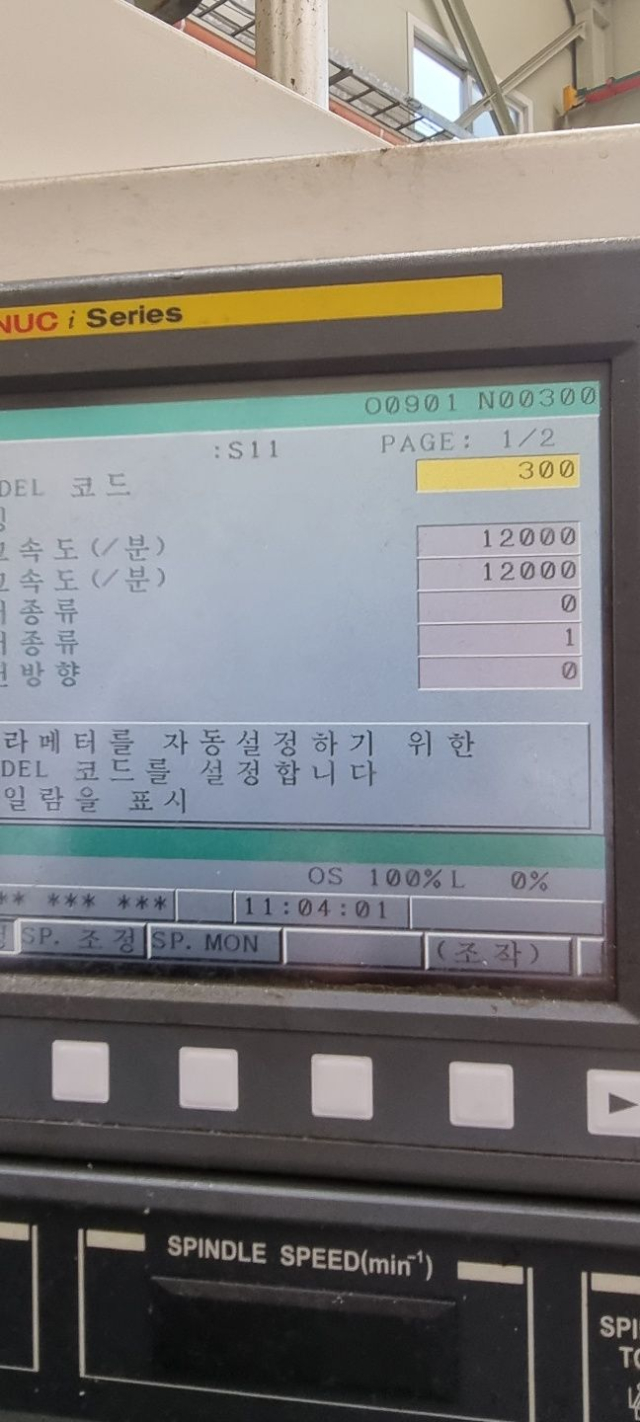 NUC i Series
O0901 N00300
:S11 PAGE: 1/2
DEL 코드 300
속도(/분) 12000
속도(/분) 12000
종류 0
종류 1
방향 0
라메터를 자동설정하기 위한
DEL 코드를 설정합니다
일람을 표시
OS 100% L 0%
** *** *** 11:04:01
SP. 조정 SP. MON (조작)
SPINDLE SPEED(min⁻¹)
SPI
TO